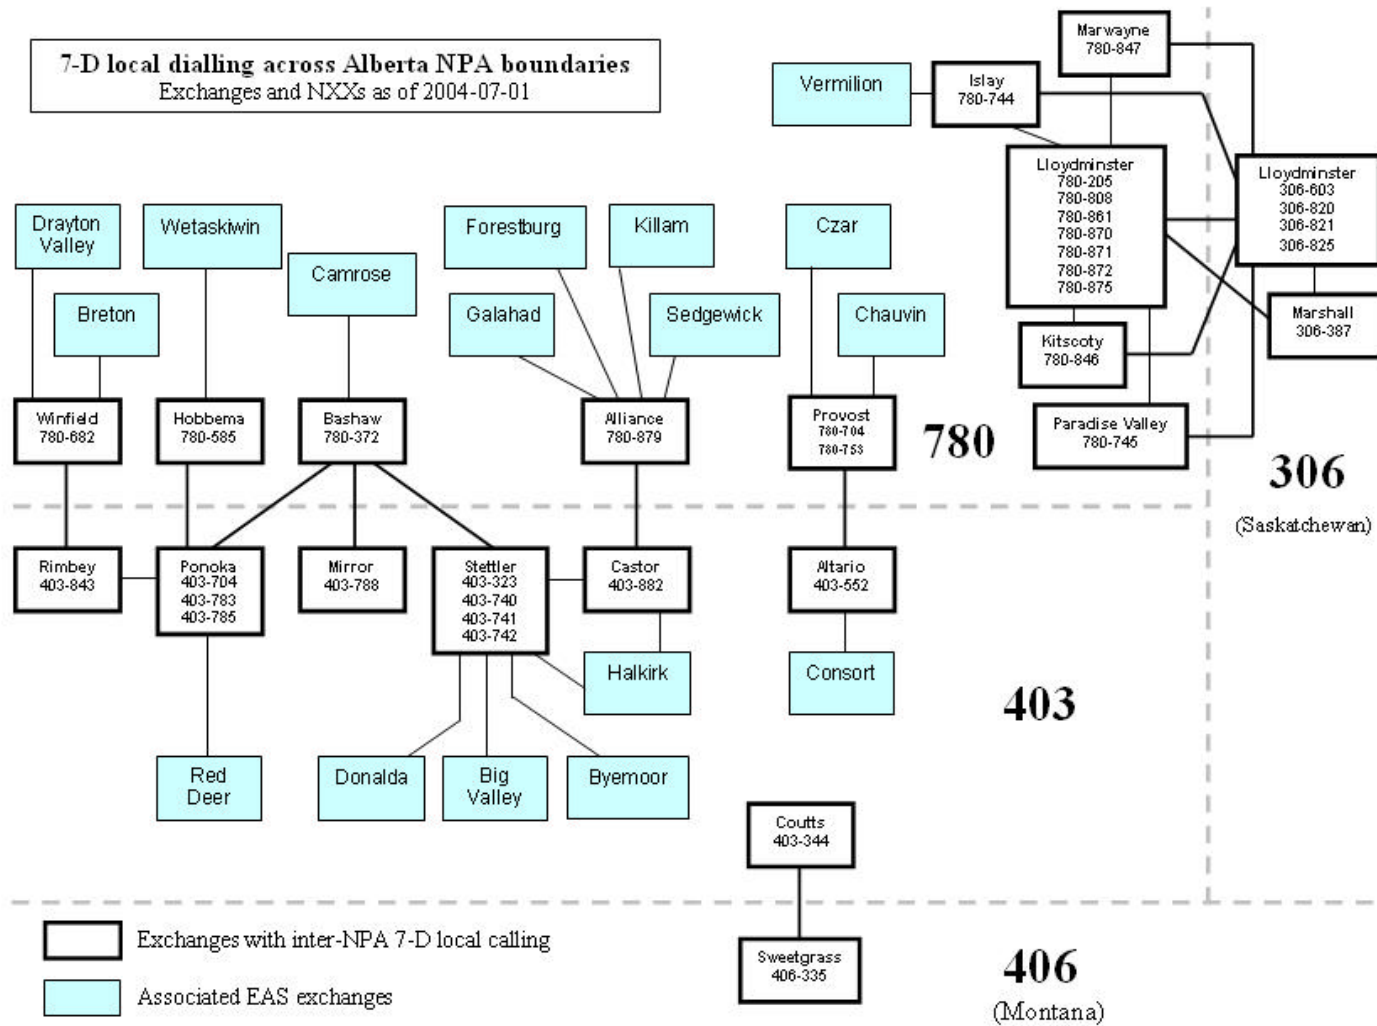 7-D local dialling across Alberta NPA boundaries
Exchanges and NXXs as of 2004-07-01
Marwayne
780-847
Vermilion
Islay
780-744
Lloydminster
780-205
780-808
780-861
780-870
780-871
780-872
780-875
Lloydminster
306-603
306-820
306-821
306-825
Marshall
306-387
Kitscoty
780-846
Paradise Valley
780-745
Drayton
Valley
Wetaskiwin
Forestburg
Killam
Czar
Camrose
Breton
Galahad
Sedgewick
Chauvin
Winfield
780-682
Hobbema
780-585
Bashaw
780-372
Alliance
780-879
Provost
780-704
780-753
780
306
(Saskatchewan)
Rimbey
403-843
Ponoka
403-704
403-783
403-785
Mirror
403-788
Stettler
403-323
403-740
403-741
403-742
Castor
403-882
Altario
403-552
Halkirk
Consort
403
Red
Deer
Donalda
Big
Valley
Byemoor
Coutts
403-344
Exchanges with inter-NPA 7-D local calling
Sweetgrass
406-335
406
(Montana)
Associated EAS exchanges